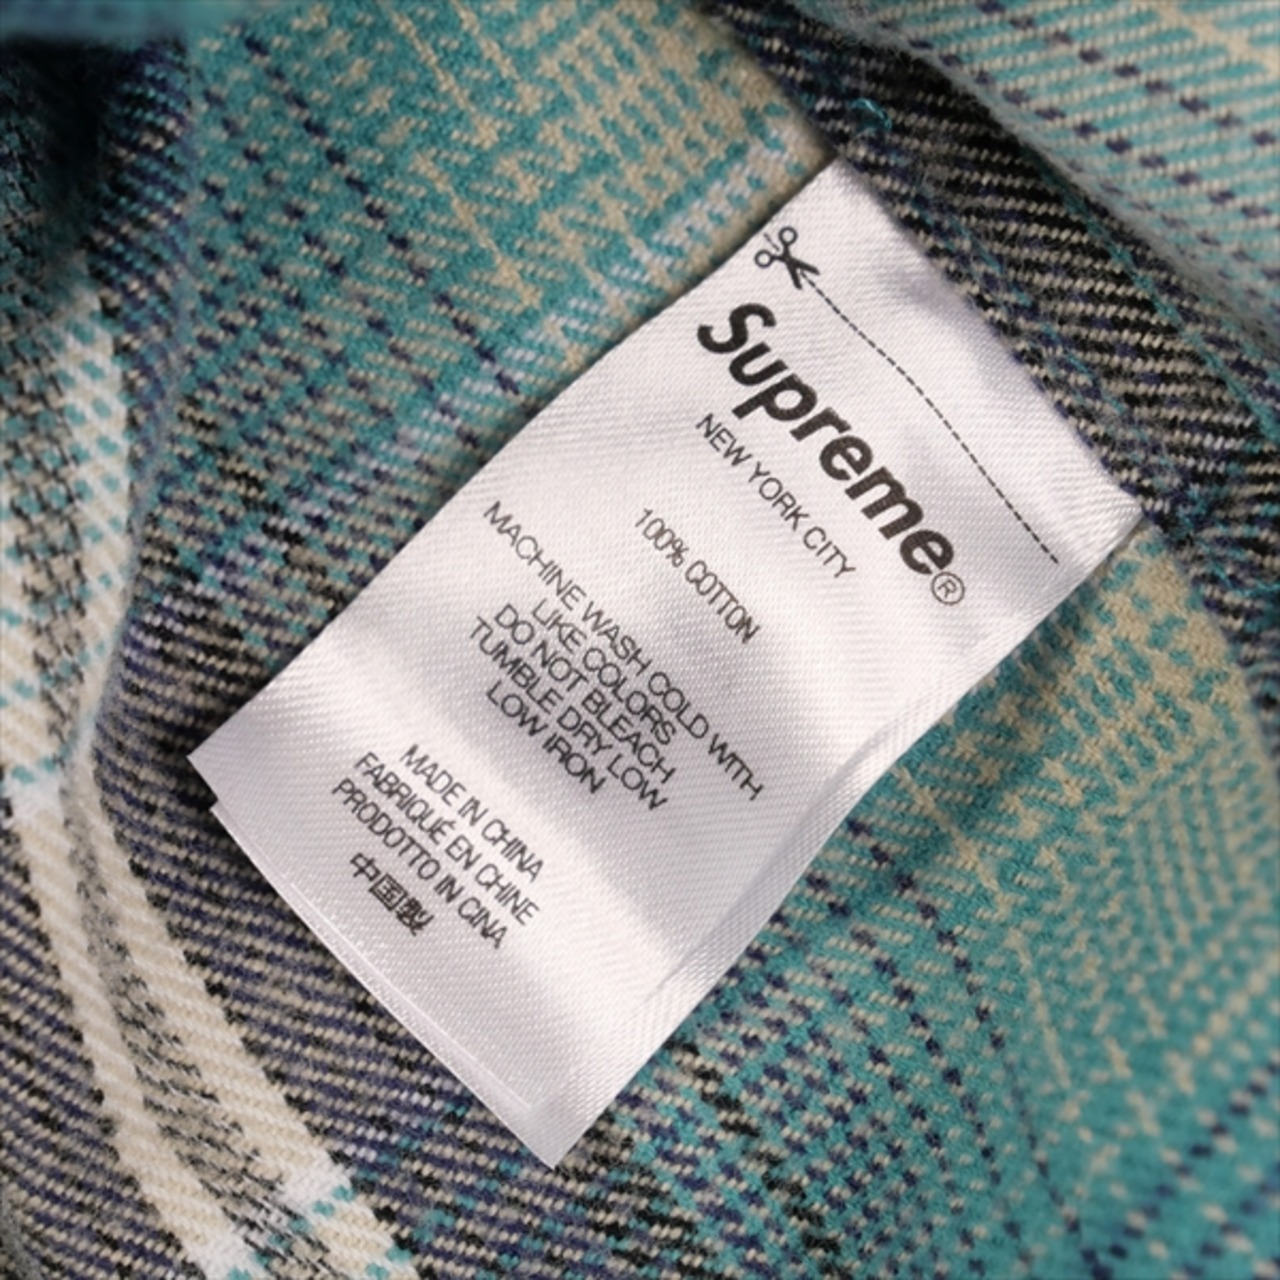 Supreme®
NEW YORK CITY
100% COTTON
MACHINE WASH COLD WITH
LIKE COLORS
DO NOT BLEACH
TUMBLE DRY LOW
LOW IRON
MADE IN CHINA
FABRIQUÉ EN CHINE
PRODOTTO IN CINA
中国製